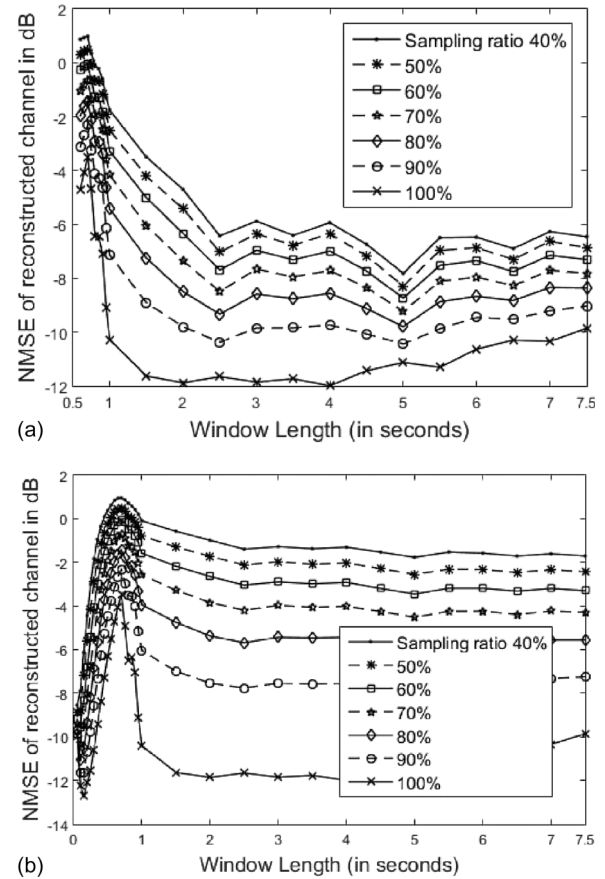 NMSE of reconstructed channel in dB
2
0
-2
-4
-6
-8
-10
-12
0.5 1 2 3 4 5 6 7 7.5
Sampling ratio 40%
50%
60%
70%
80%
90%
100%
Window Length (in seconds)
(a)
NMSE of reconstructed channel in dB
2
0
-2
-4
-6
-8
-10
-12
-14
0 1 2 3 4 5 6 7 7.5
Sampling ratio 40%
50%
60%
70%
80%
90%
100%
Window Length (in seconds)
(b)